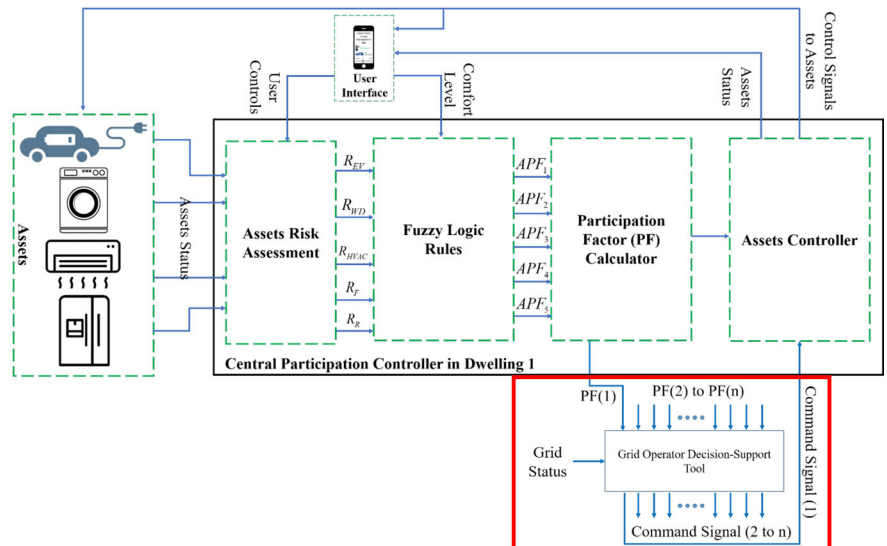 Control Signals
to Assets
User
Interface
User
Controls
Comfort
Level
Assets
Status
Assets
Assets Status
Assets Risk
Assessment
R_EV
R_WD
R_HVAC
R_F
R_R
Fuzzy Logic
Rules
APF_1
APF_2
APF_3
APF_4
APF_5
Participation
Factor (PF)
Calculator
Assets Controller
Central Participation Controller in Dwelling 1
PF(1)
PF(2) to PF(n)
Grid
Status
Grid Operator Decision-Support
Tool
Command Signal (2 to n)
Command Signal (1)